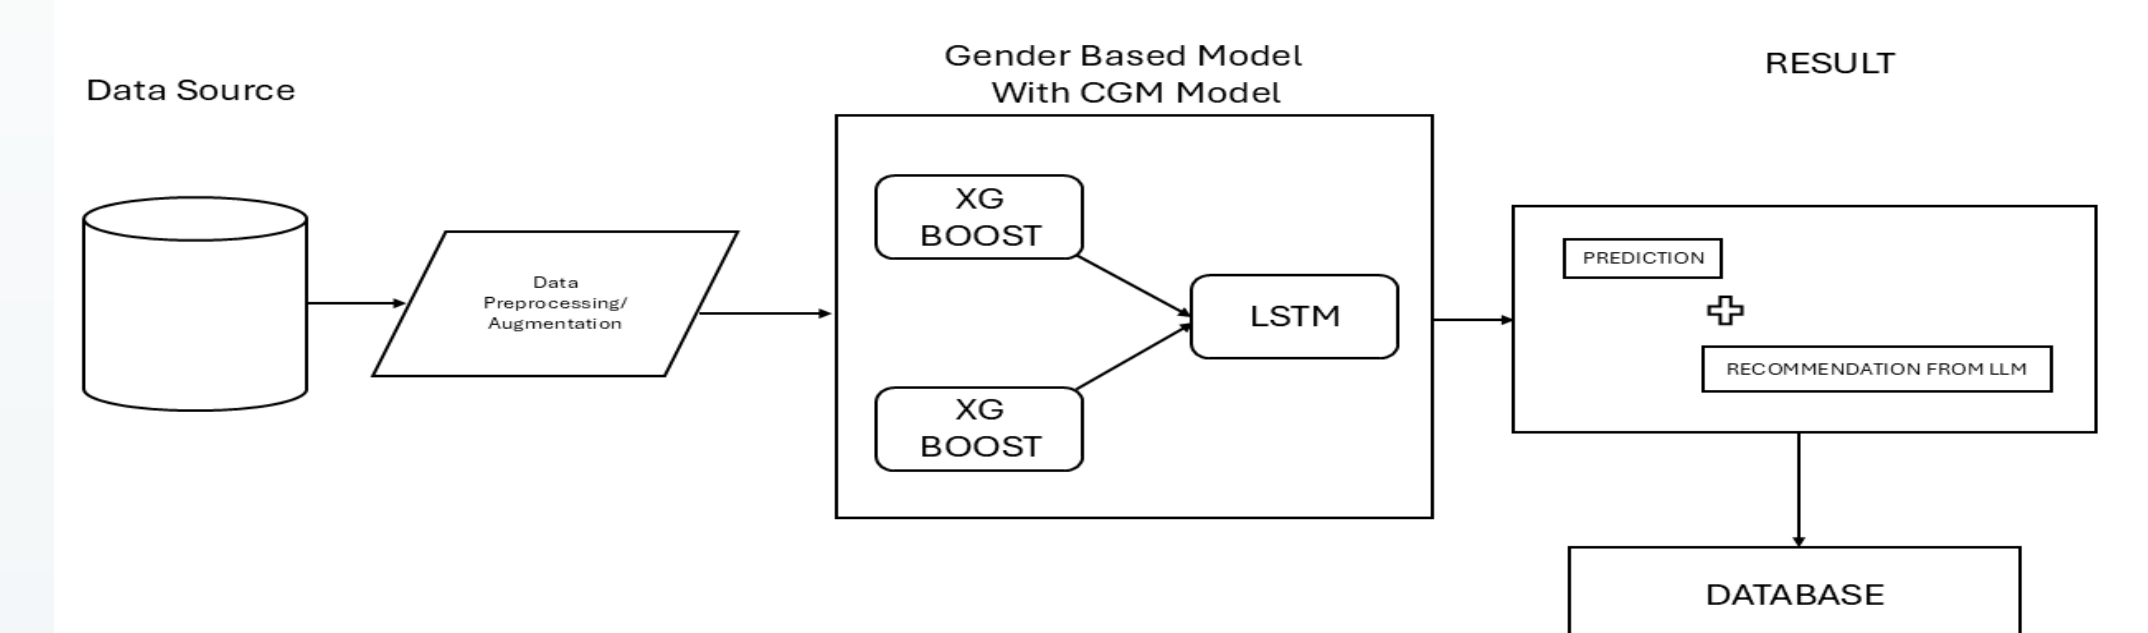 Data Source
Data
Preprocessing/
Augmentation
Gender Based Model
With CGM Model
XG
BOOST
XG
BOOST
LSTM
RESULT
PREDICTION
RECOMMENDATION FROM LLM
DATABASE